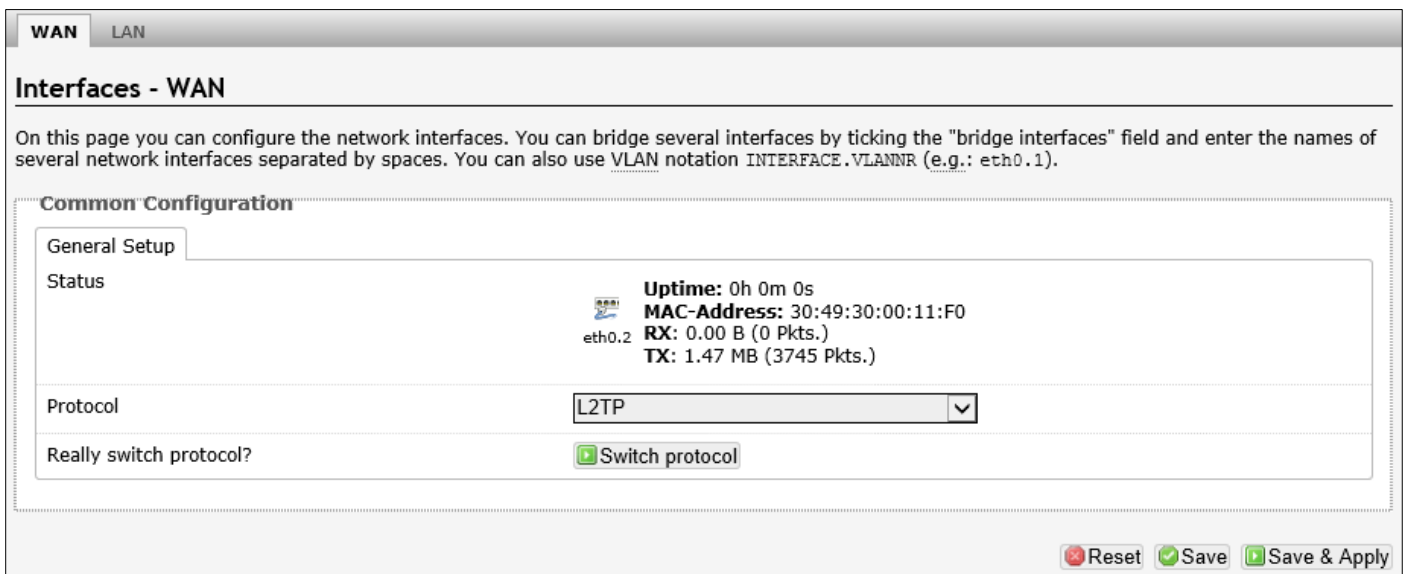 WAN LAN
Interfaces - WAN
On this page you can configure the network interfaces. You can bridge several interfaces by ticking the "bridge interfaces" field and enter the names of
several network interfaces separated by spaces. You can also use VLAN notation INTERFACE.VLANNR (e.g.: eth0.1).
Common Configuration
General Setup
Status
Uptime: 0h 0m 0s
MAC-Address: 30:49:30:00:11:F0
eth0.2 RX: 0.00 B (0 Pkts.)
TX: 1.47 MB (3745 Pkts.)
Protocol L2TP
Really switch protocol? Switch protocol
Reset Save Save & Apply